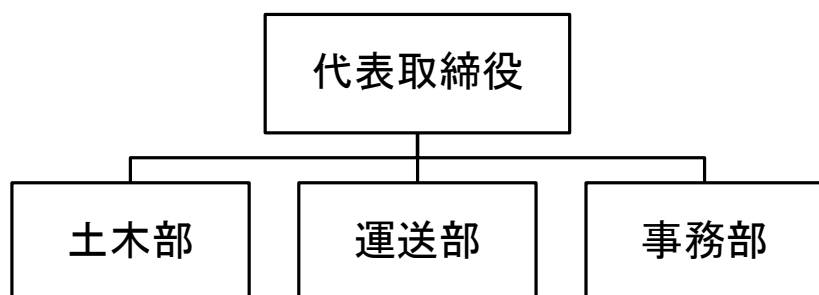 代表取締役
土木部
運送部
事務部